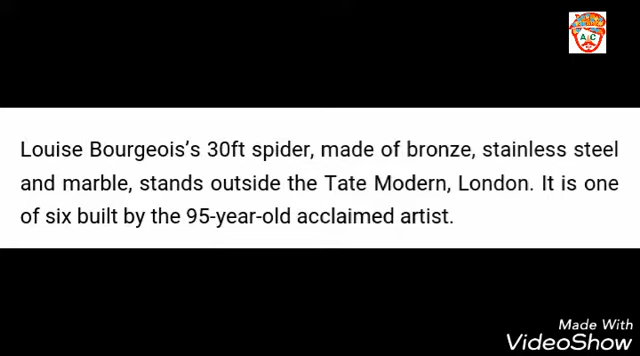 A C
Louise Bourgeois's 30ft spider, made of bronze, stainless steel
and marble, stands outside the Tate Modern, London. It is one
of six built by the 95-year-old acclaimed artist.
Made With
VideoShow